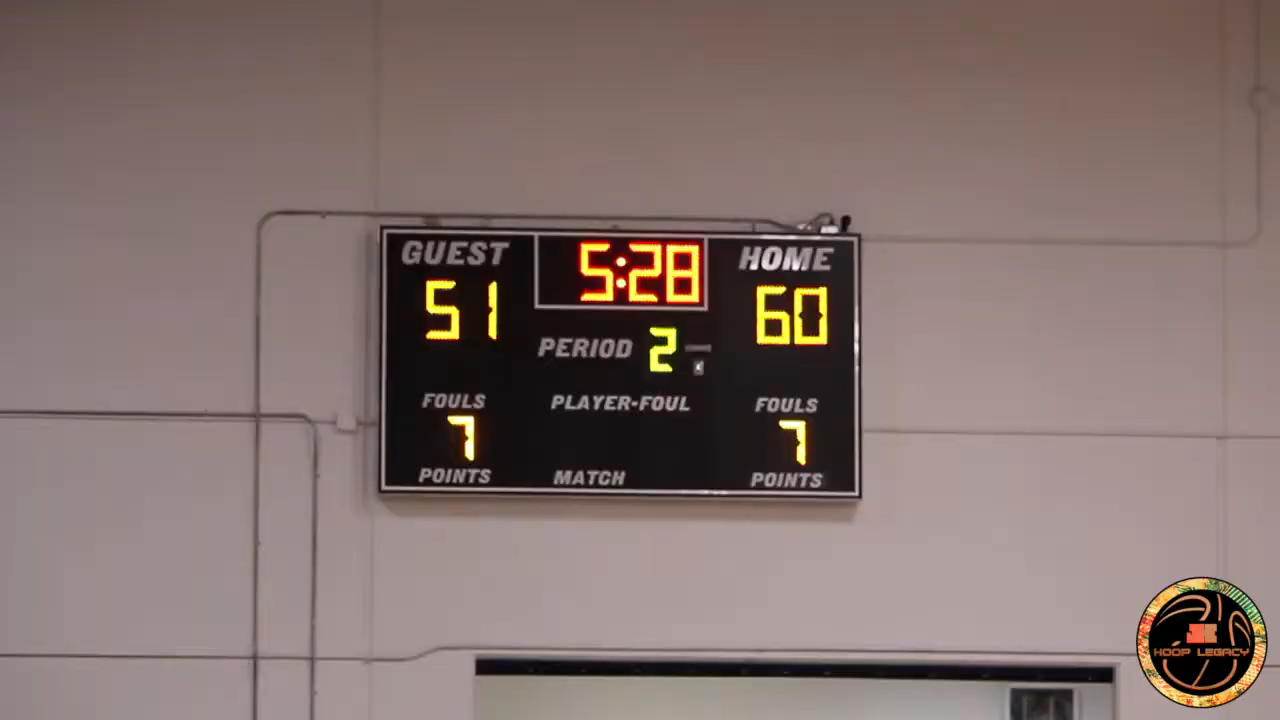 GUEST 5:28 HOME
51 60
PERIOD 2
FOULS PLAYER-FOUL FOULS
7 7
POINTS MATCH POINTS
HOOP LEGACY